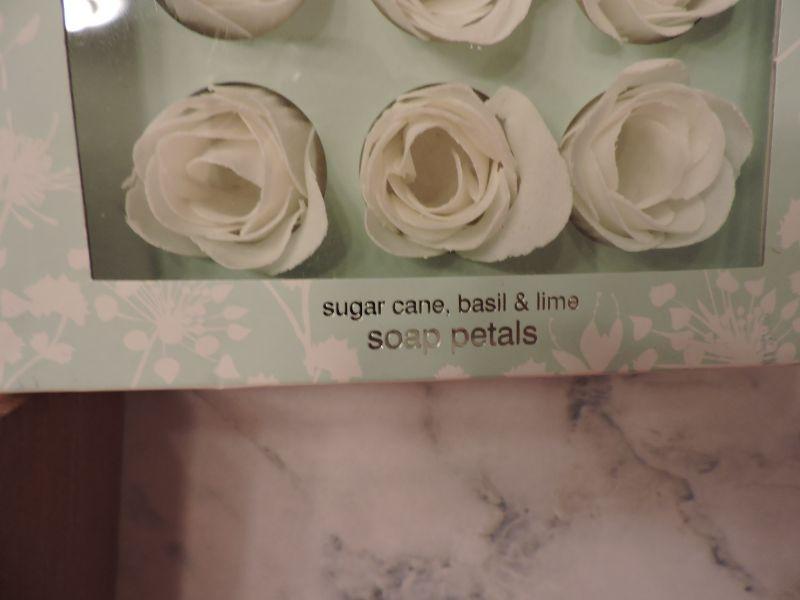 sugar cane, basil & lime
soap petals